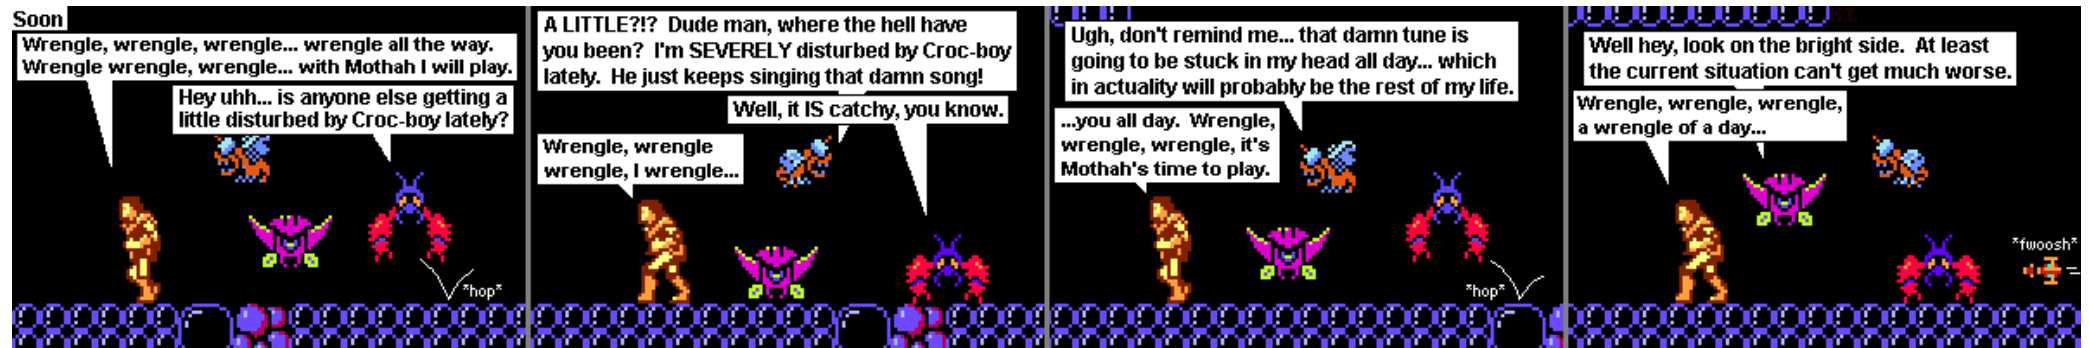 Soon
Wrengle, wrengle, wrengle... wrengle all the way.
Wrengle wrengle, wrengle... with Mothah I will play.
Hey uhh... is anyone else getting a
little disturbed by Croc-boy lately?
*hop*
A LITTLE?!?  Dude man, where the hell have
you been?  I'm SEVERELY disturbed by Croc-boy
lately.  He just keeps singing that damn song!
Well, it IS catchy, you know.
Wrengle, wrengle
wrengle, I wrengle...
Ugh, don't remind me... that damn tune is
going to be stuck in my head all day... which
in actuality will probably be the rest of my life.
...you all day.  Wrengle,
wrengle, wrengle, it's
Mothah's time to play.
*hop*
Well hey, look on the bright side.  At least
the current situation can't get much worse.
Wrengle, wrengle, wrengle,
a wrengle of a day...
*fwoosh*